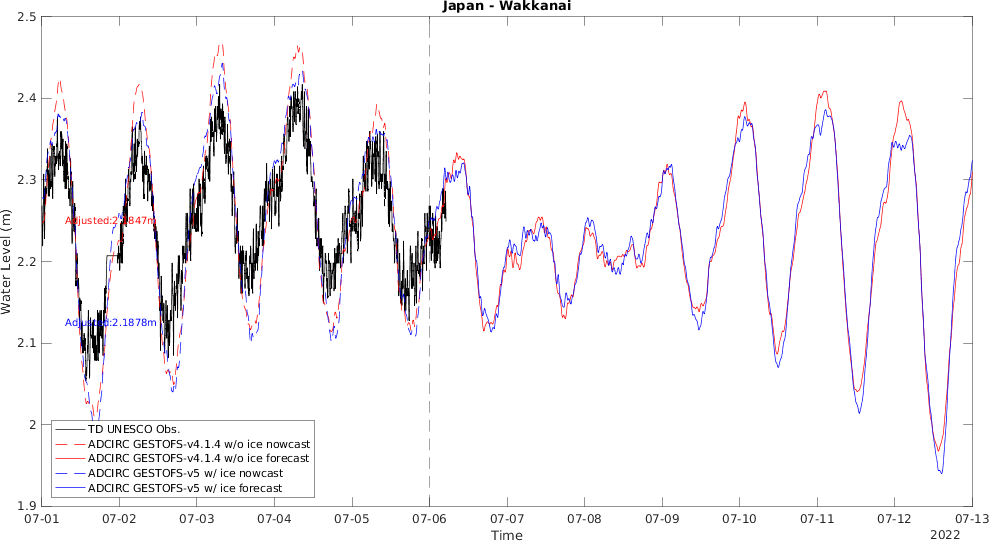 Japan - Wakkanai
2.5
2.4
2.3
2.2
2.1
2
1.9
Water Level (m)
Adjusted:2.1847m
Adjusted:2.1878m
TD UNESCO Obs.
ADCIRC GESTOFS-v4.1.4 w/o ice nowcast
ADCIRC GESTOFS-v4.1.4 w/o ice forecast
ADCIRC GESTOFS-v5 w/ ice nowcast
ADCIRC GESTOFS-v5 w/ ice forecast
07-01 07-02 07-03 07-04 07-05 07-06 07-07 07-08 07-09 07-10 07-11 07-12 07-13
Time
2022